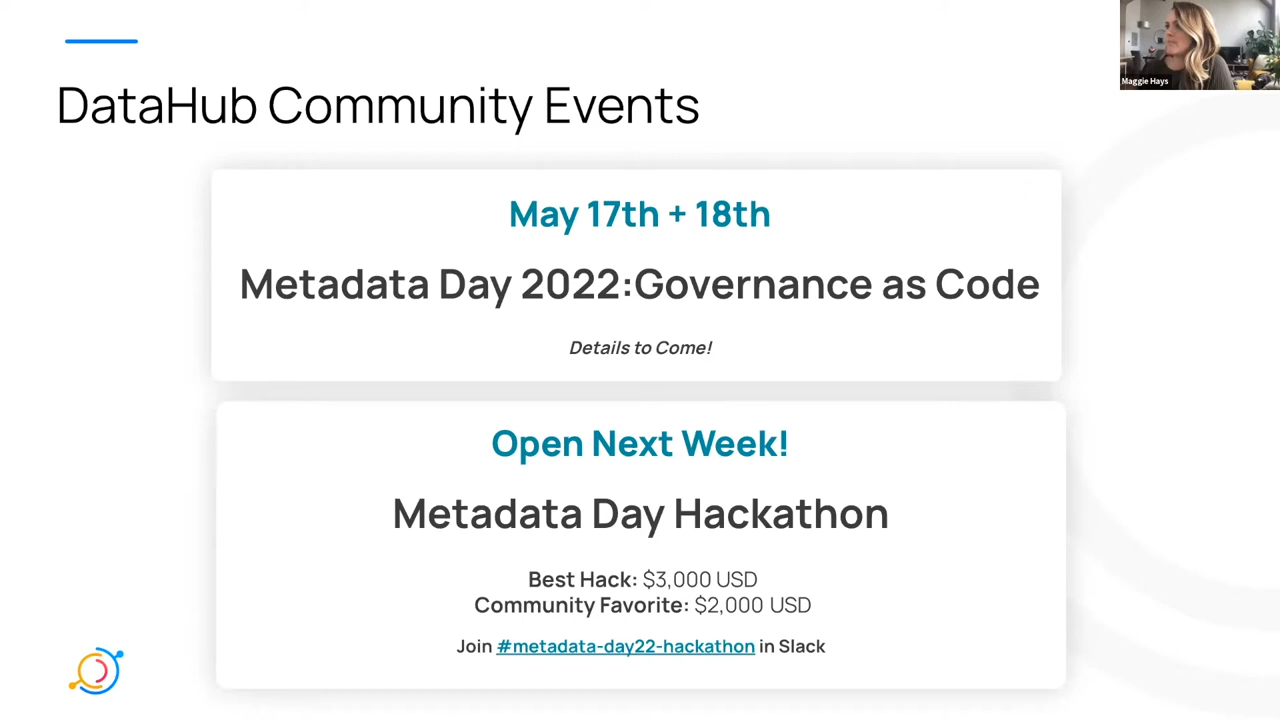 Maggie Hays
DataHub Community Events
May 17th + 18th
Metadata Day 2022:Governance as Code
Details to Come!
Open Next Week!
Metadata Day Hackathon
Best Hack: $3,000 USD
Community Favorite: $2,000 USD
Join #metadata-day22-hackathon in Slack